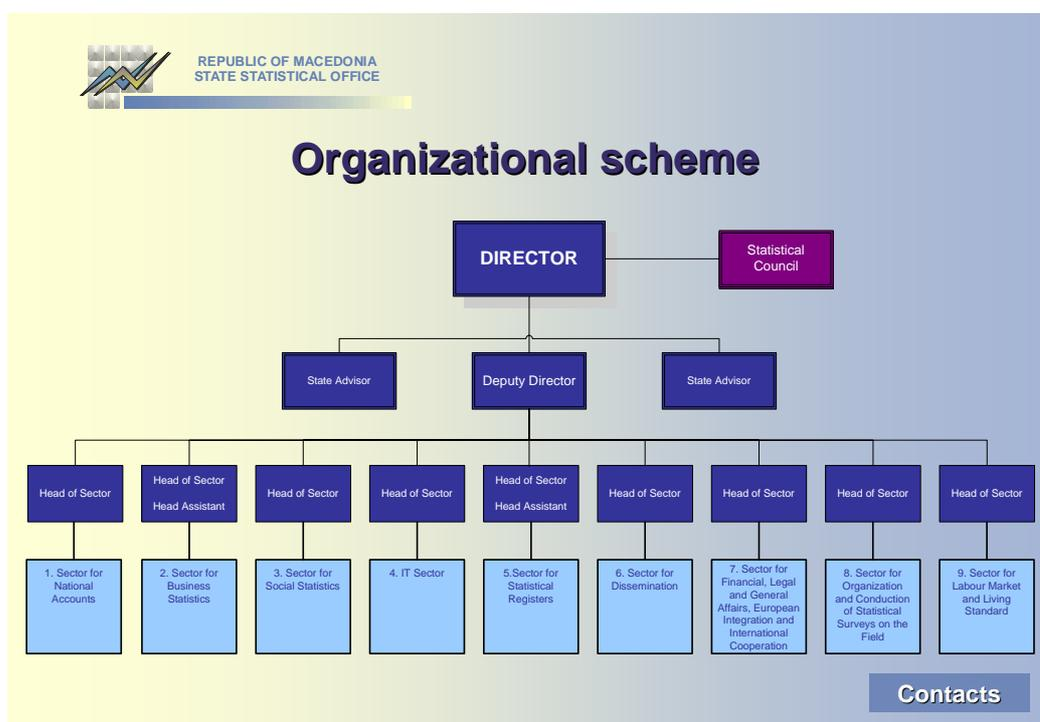 REPUBLIC OF MACEDONIA
STATE STATISTICAL OFFICE
Organizational scheme
DIRECTOR
Statistical
Council
State Advisor
Deputy Director
State Advisor
Head of Sector
Head of Sector
Head Assistant
Head of Sector
Head of Sector
Head of Sector
Head Assistant
Head of Sector
Head of Sector
Head of Sector
Head of Sector
1. Sector for
National
Accounts
2. Sector for
Business
Statistics
3. Sector for
Social Statistics
4. IT Sector
5.Sector for
Statistical
Registers
6. Sector for
Dissemination
7. Sector for
Financial, Legal
and General
Affairs, European
Integration and
International
Cooperation
8. Sector for
Organization
and Conduction
of Statistical
Surveys on the
Field
9. Sector for
Labour Market
and Living
Standard
Contacts